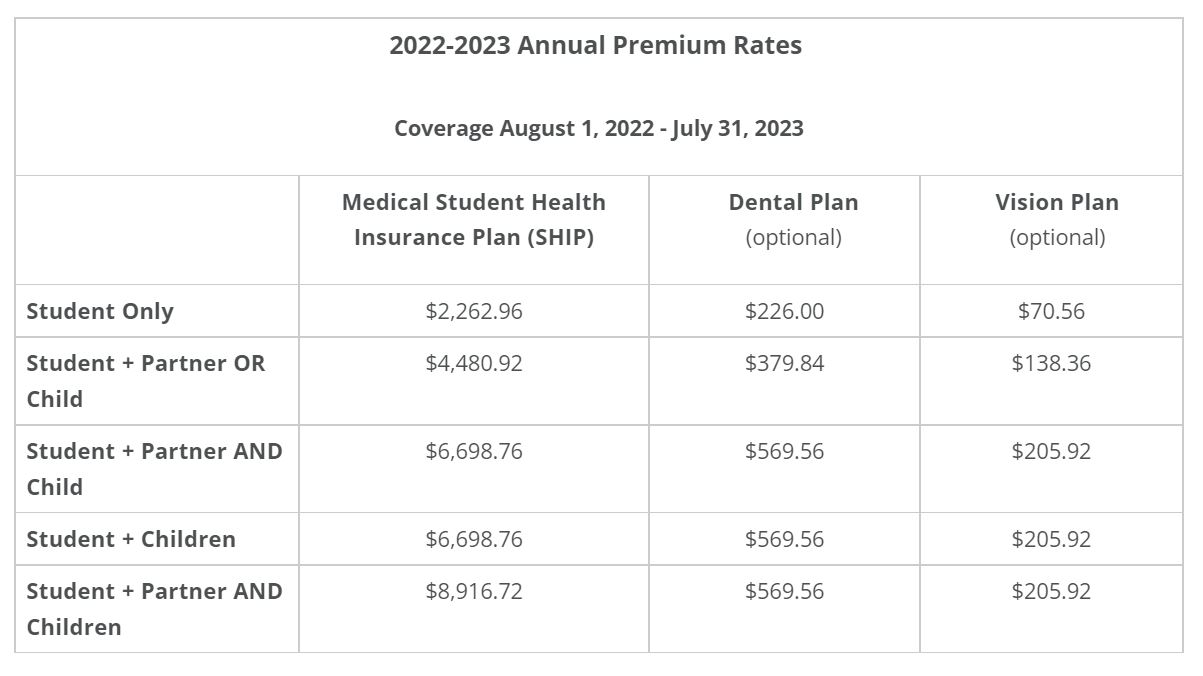 2022-2023 Annual Premium Rates
Coverage August 1, 2022 - July 31, 2023
Medical Student Health
Insurance Plan (SHIP)
Dental Plan
(optional)
Vision Plan
(optional)
Student Only
$2,262.96
$226.00
$70.56
Student + Partner OR
Child
$4,480.92
$379.84
$138.36
Student + Partner AND
Child
$6,698.76
$569.56
$205.92
Student + Children
$6,698.76
$569.56
$205.92
Student + Partner AND
Children
$8,916.72
$569.56
$205.92